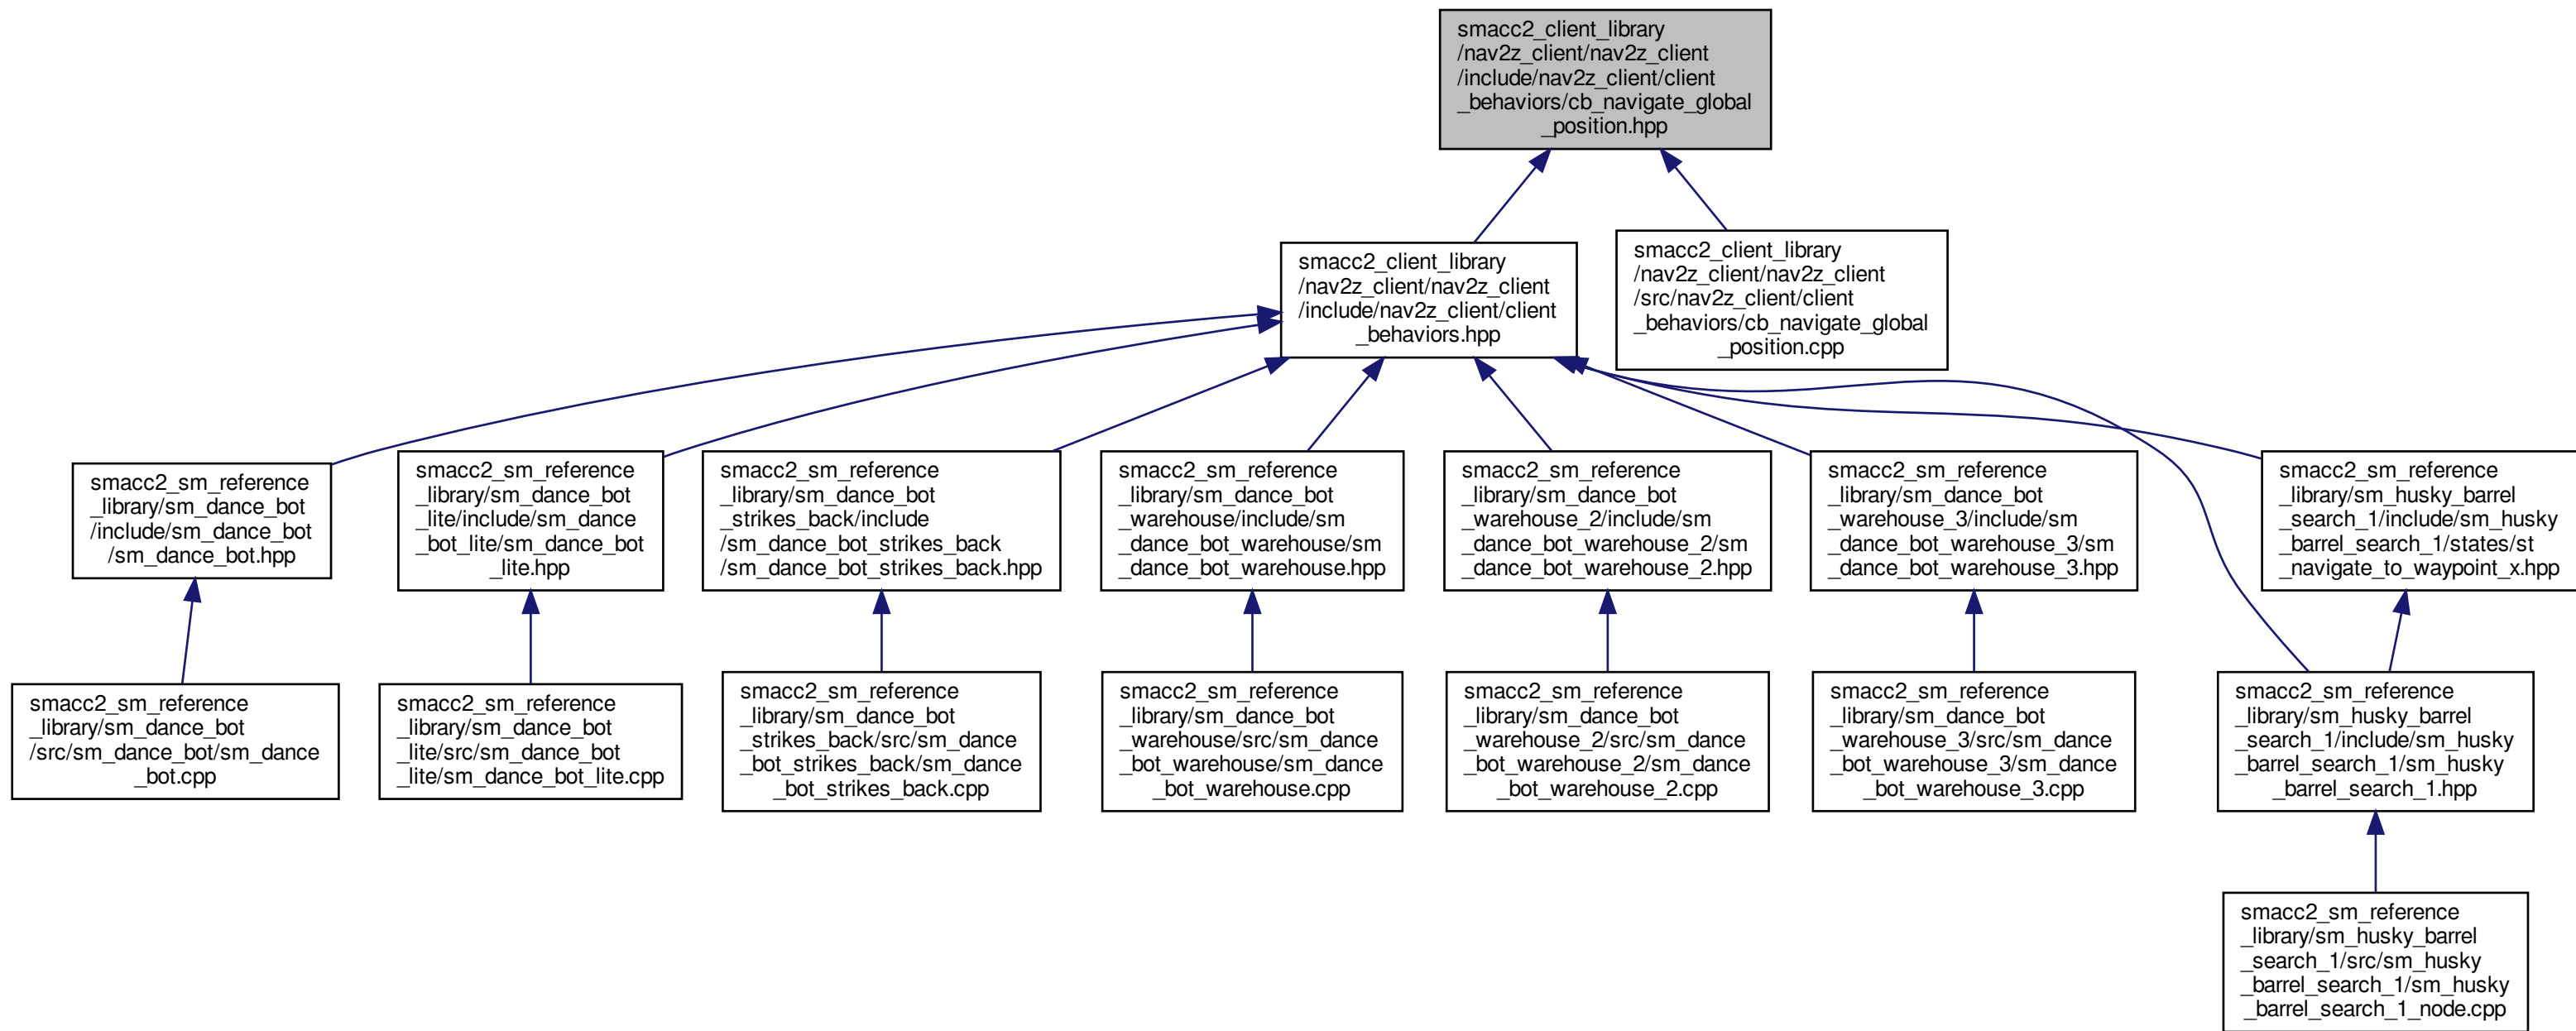 smacc2_client_library
/nav2z_client/nav2z_client
/include/nav2z_client/client
_behaviors/cb_navigate_global
_position.hpp
smacc2_client_library
/nav2z_client/nav2z_client
/include/nav2z_client/client
_behaviors.hpp
smacc2_client_library
/nav2z_client/nav2z_client
/src/nav2z_client/client
_behaviors/cb_navigate_global
_position.cpp
smacc2_sm_reference
_library/sm_dance_bot
/include/sm_dance_bot
/sm_dance_bot.hpp
smacc2_sm_reference
_library/sm_dance_bot
_lite/include/sm_dance
_bot_lite/sm_dance_bot
_lite.hpp
smacc2_sm_reference
_library/sm_dance_bot
_strikes_back/include
/sm_dance_bot_strikes_back
/sm_dance_bot_strikes_back.hpp
smacc2_sm_reference
_library/sm_dance_bot
_warehouse/include/sm
_dance_bot_warehouse/sm
_dance_bot_warehouse.hpp
smacc2_sm_reference
_library/sm_dance_bot
_warehouse_2/include/sm
_dance_bot_warehouse_2/sm
_dance_bot_warehouse_2.hpp
smacc2_sm_reference
_library/sm_dance_bot
_warehouse_3/include/sm
_dance_bot_warehouse_3/sm
_dance_bot_warehouse_3.hpp
smacc2_sm_reference
_library/sm_husky_barrel
_search_1/include/sm_husky
_barrel_search_1/states/st
_navigate_to_waypoint_x.hpp
smacc2_sm_reference
_library/sm_dance_bot
/src/sm_dance_bot/sm_dance
_bot.cpp
smacc2_sm_reference
_library/sm_dance_bot
_lite/src/sm_dance_bot
_lite/sm_dance_bot_lite.cpp
smacc2_sm_reference
_library/sm_dance_bot
_strikes_back/src/sm_dance
_bot_strikes_back/sm_dance
_bot_strikes_back.cpp
smacc2_sm_reference
_library/sm_dance_bot
_warehouse/src/sm_dance
_bot_warehouse/sm_dance
_bot_warehouse.cpp
smacc2_sm_reference
_library/sm_dance_bot
_warehouse_2/src/sm_dance
_bot_warehouse_2/sm_dance
_bot_warehouse_2.cpp
smacc2_sm_reference
_library/sm_dance_bot
_warehouse_3/src/sm_dance
_bot_warehouse_3/sm_dance
_bot_warehouse_3.cpp
smacc2_sm_reference
_library/sm_husky_barrel
_search_1/include/sm_husky
_barrel_search_1/sm_husky
_barrel_search_1.hpp
smacc2_sm_reference
_library/sm_husky_barrel
_search_1/src/sm_husky
_barrel_search_1/sm_husky
_barrel_search_1_node.cpp